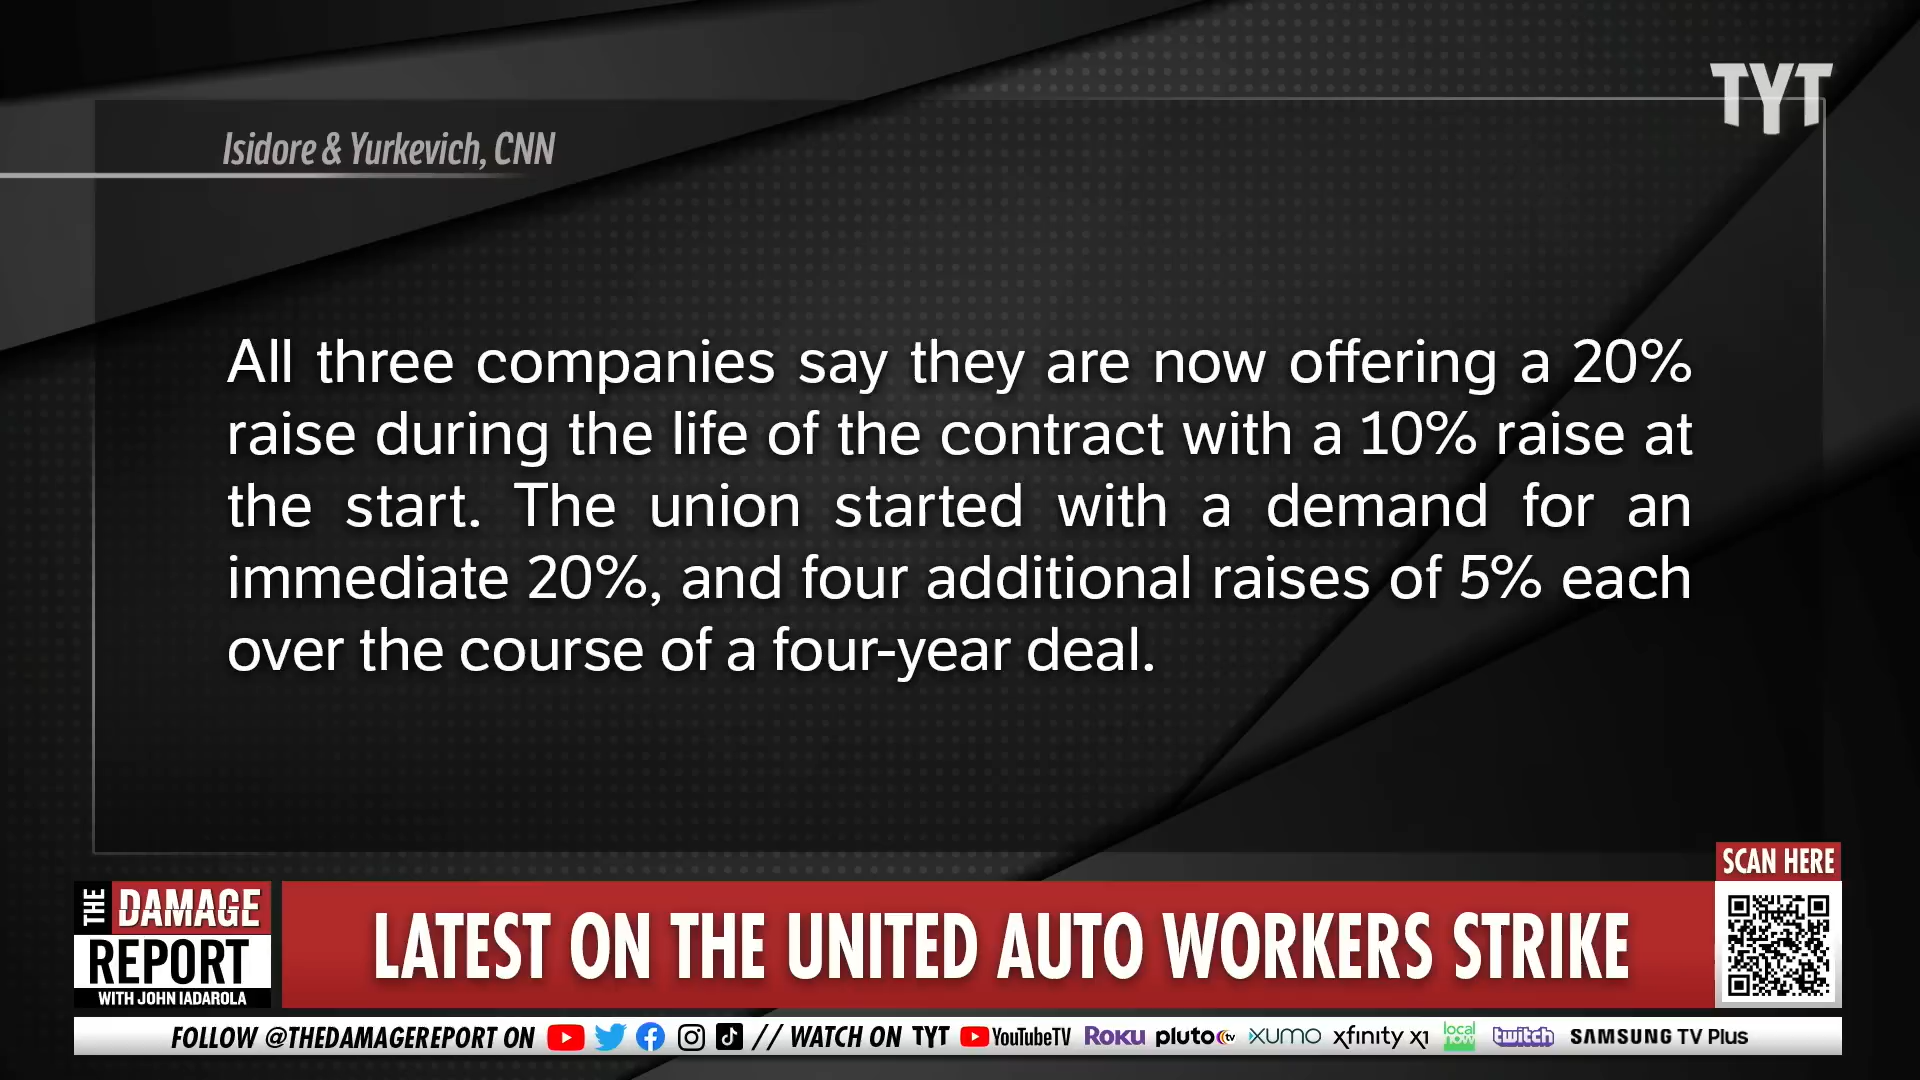 TYT
Isidore & Yurkevich, CNN
All three companies say they are now offering a 20%
raise during the life of the contract with a 10% raise at
the start. The union started with a demand for an
immediate 20%, and four additional raises of 5% each
over the course of a four-year deal.
SCAN HERE
THE DAMAGE
REPORT
WITH JOHN IADAROLA
LATEST ON THE UNITED AUTO WORKERS STRIKE
FOLLOW @THEDAMAGEREPORT ON // WATCH ON TYT YouTubeTV ROKU pluto tv XUMO xfinity X1 local now twitch SAMSUNG TV Plus